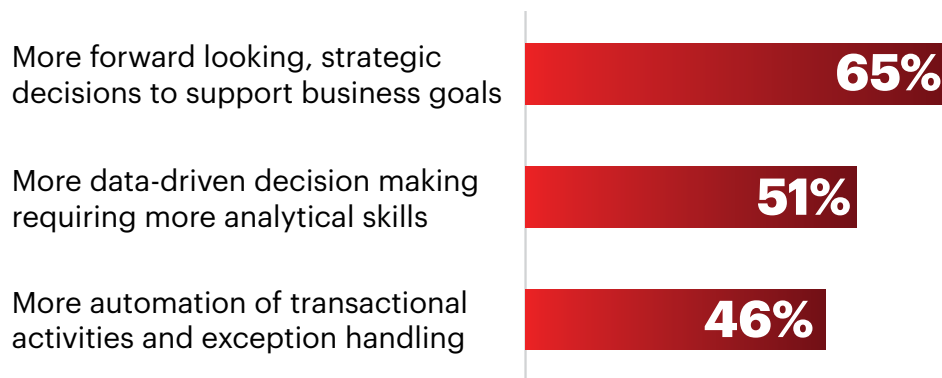 More forward looking, strategic
decisions to support business goals
65%
More data-driven decision making
requiring more analytical skills
51%
More automation of transactional
activities and exception handling
46%